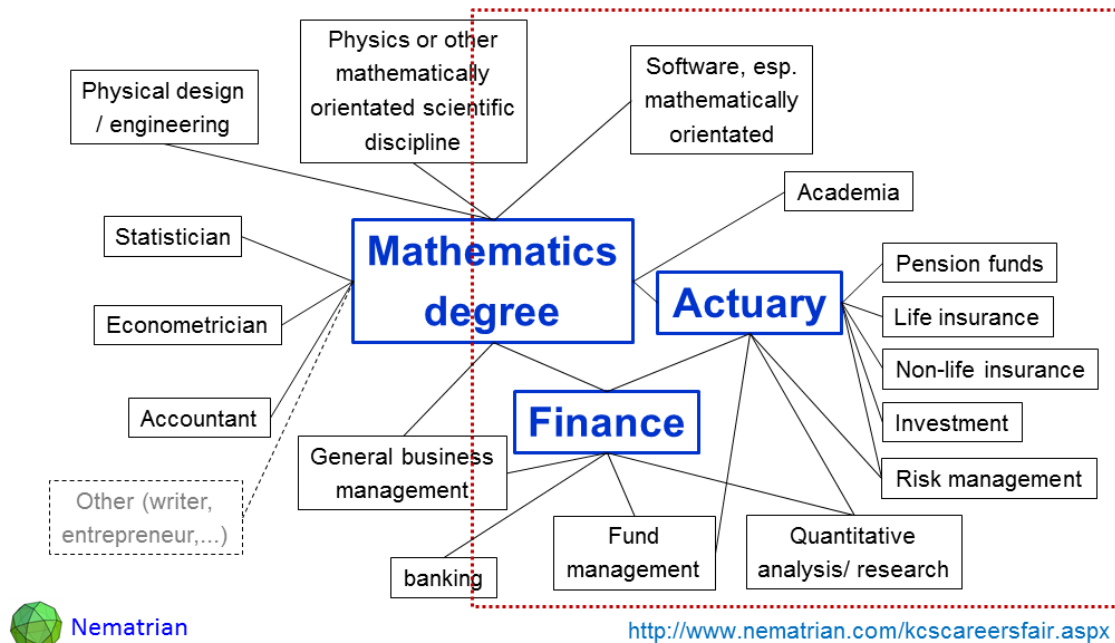 Physics or other
mathematically
orientated scientific
discipline
Software, esp.
mathematically
orientated
Physical design
/ engineering
Academia
Statistician
Mathematics
degree
Pension funds
Actuary
Life insurance
Econometrician
Non-life insurance
Accountant
Finance
Investment
General business
management
Risk management
Other (writer,
entrepreneur,...)
banking
Fund
management
Quantitative
analysis/ research
Nematrian
http://www.nematrian.com/kcscareersfair.aspx